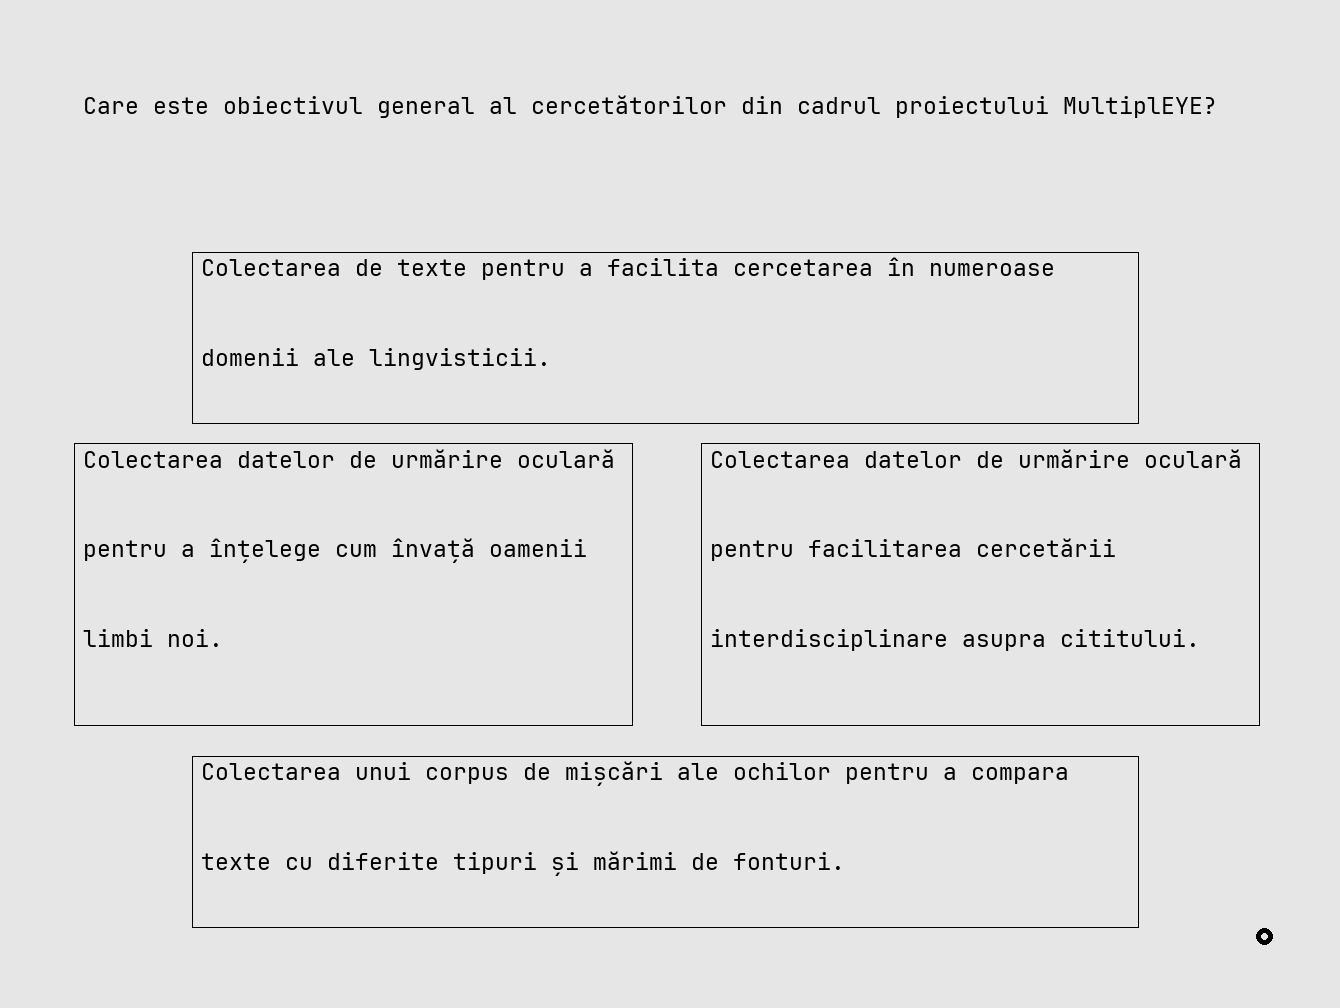 Care este obiectivul general al cercetătorilor din cadrul proiectului MultiplEYE?
Colectarea de texte pentru a facilita cercetarea în numeroase
domenii ale lingvisticii.
Colectarea datelor de urmărire oculară
pentru a înțelege cum învață oamenii
limbi noi.
Colectarea datelor de urmărire oculară
pentru facilitarea cercetării
interdisciplinare asupra cititului.
Colectarea unui corpus de mișcări ale ochilor pentru a compara
texte cu diferite tipuri și mărimi de fonturi.